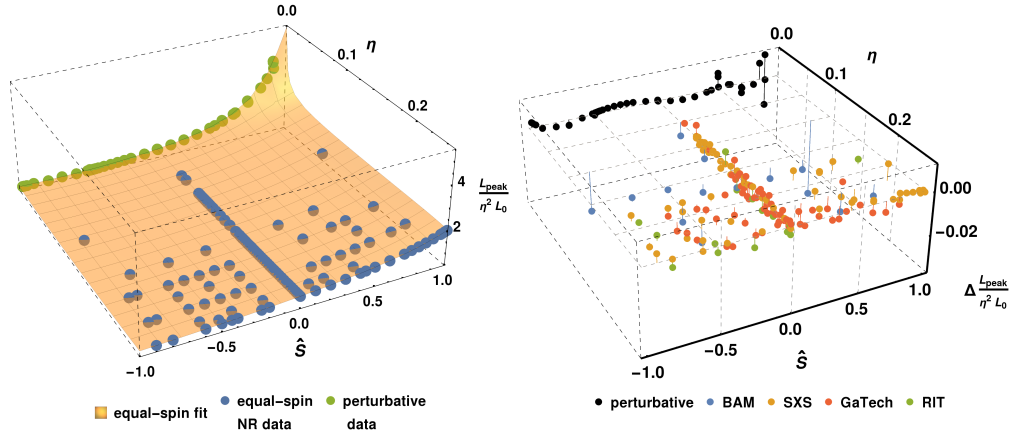 0.0
0.1
η
0.2
L_peak / η² L₀
4
2
1.0
0.5
0.0
−0.5
−1.0
Ŝ
equal−spin fit
equal−spin
NR data
perturbative
data
0.0
η
0.1
0.2
0.00
−0.02
Δ L_peak / η² L₀
1.0
0.5
0.0
−0.5
−1.0
Ŝ
perturbative
BAM
SXS
GaTech
RIT